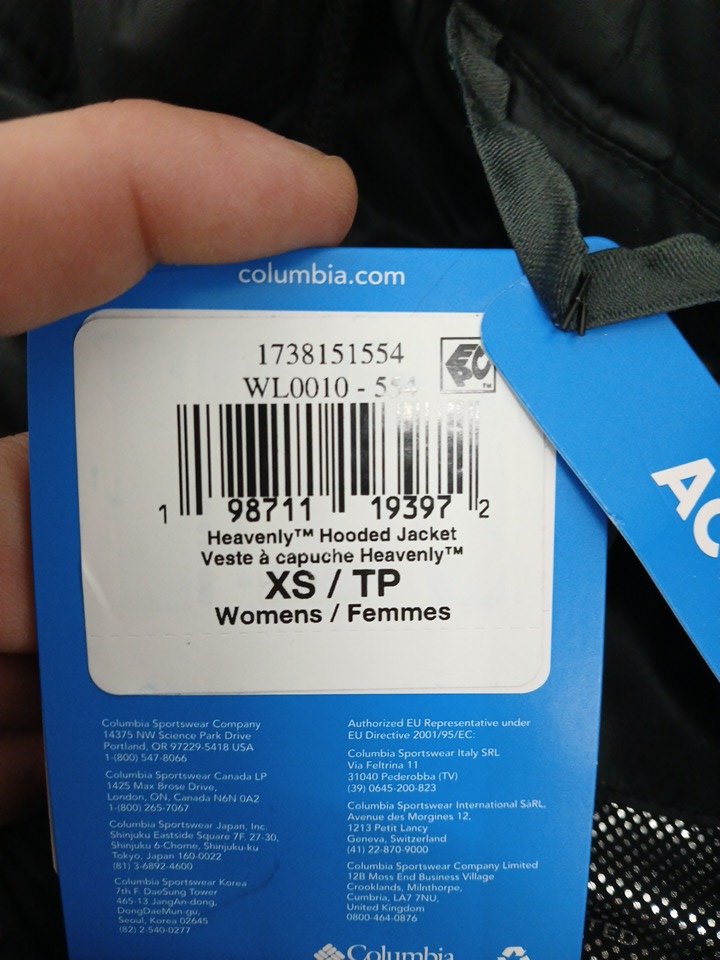 columbia.com
1738151554
WL0010 - 554
EPC
TM
1 98711 19397 2
Heavenly™ Hooded Jacket
Veste à capuche Heavenly™
XS / TP
Womens / Femmes
Columbia Sportswear Company
14375 NW Science Park Drive
Portland, OR 97229-5418 USA
1-(800) 547-8066
Columbia Sportswear Canada LP
1425 Max Brose Drive,
London, ON, Canada N6N 0A2
1-(800) 265-7067
Columbia Sportswear Japan, Inc.
Shinjuku Eastside Square 7F, 27-30,
Shinjuku 6-Chome, Shinjuku-ku
Tokyo, Japan 160-0022
(81) 3-6892-4600
Columbia Sportswear Korea
7th F. DaeSung Tower
465-13 JangAn-dong,
DongDaeMun-gu,
Seoul, Korea 02645
(82) 2-540-0277
Authorized EU Representative under
EU Directive 2001/95/EC:
Columbia Sportswear Italy SRL
Via Feltrina 11
31040 Pederobba (TV)
(39) 0645-200-823
Columbia Sportswear International SàRL,
Avenue des Morgines 12,
1213 Petit Lancy
Geneva, Switzerland
(41) 22-870-9000
Columbia Sportswear Company Limited
12B Moss End Business Village
Crooklands, Milnthorpe,
Cumbria, LA7 7NU,
United Kingdom
0800-464-0876
Columbia
AC